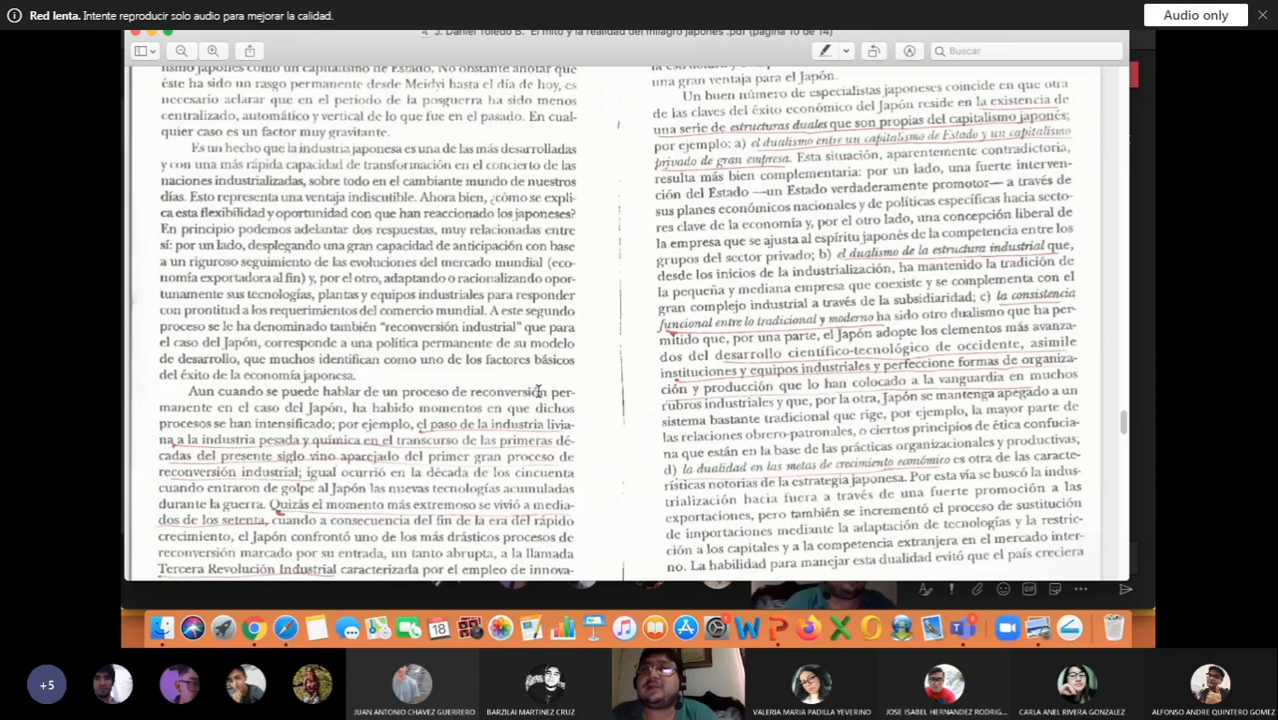 Red lenta. Intente reproducir solo audio para mejorar la calidad.
Audio only
J. Daniel Toledo B. El mito y la realidad del milagro japones .pdf (página 10 de 14)
Buscar
nismo japonés como un capitalismo de Estado. No obstante anotar que
éste ha sido un rasgo permanente desde Meidyi hasta el día de hoy, es
necesario aclarar que en el periodo de la posguerra ha sido menos
centralizado, automático y vertical de lo que fue en el pasado. En cual-
quier caso es un factor muy gravitante.
Es un hecho que la industria japonesa es una de las más desarrolladas
y con una más rápida capacidad de transformación en el concierto de las
naciones industrializadas, sobre todo en el cambiante mundo de nuestros
días. Esto representa una ventaja indiscutible. Ahora bien, ¿cómo se expli-
ca esta flexibilidad y oportunidad con que han reaccionado los japoneses?
En principio podemos adelantar dos respuestas, muy relacionadas entre
sí: por un lado, desplegando una gran capacidad de anticipación con base
a un riguroso seguimiento de las evoluciones del mercado mundial (eco-
nomía exportadora al fin) y, por el otro, adaptando o racionalizando opor-
tunamente sus tecnologías, plantas y equipos industriales para responder
con prontitud a los requerimientos del comercio mundial. A este segundo
proceso se le ha denominado también “reconversión industrial” que para
el caso del Japón, corresponde a una política permanente de su modelo
de desarrollo, que muchos identifican como uno de los factores básicos
del éxito de la economía japonesa.
Aun cuando se puede hablar de un proceso de reconversión per-
manente en el caso del Japón, ha habido momentos en que dichos
procesos se han intensificado; por ejemplo, el paso de la industria livia-
na a la industria pesada y química en el transcurso de las primeras dé-
cadas del presente siglo vino aparejado del primer gran proceso de
reconversión industrial; igual ocurrió en la década de los cincuenta
cuando entraron de golpe al Japón las nuevas tecnologías acumuladas
durante la guerra. Quizás el momento más extremoso se vivió a media-
dos de los setenta, cuando a consecuencia del fin de la era del rápido
crecimiento, el Japón confrontó uno de los más drásticos procesos de
reconversión marcado por su entrada, un tanto abrupta, a la llamada
Tercera Revolución Industrial caracterizada por el empleo de innova-
una gran ventaja para el Japón.
Un buen número de especialistas japoneses coincide en que otra
de las claves del éxito económico del Japón reside en la existencia de
una serie de estructuras duales que son propias del capitalismo japonés;
por ejemplo: a) el dualismo entre un capitalismo de Estado y un capitalismo
privado de gran empresa. Esta situación, aparentemente contradictoria,
resulta más bien complementaria: por un lado, una fuerte interven-
ción del Estado —un Estado verdaderamente promotor— a través de
sus planes económicos nacionales y de políticas específicas hacia secto-
res clave de la economía y, por el otro lado, una concepción liberal de
la empresa que se ajusta al espíritu japonés de la competencia entre los
grupos del sector privado; b) el dualismo de la estructura industrial que,
desde los inicios de la industrialización, ha mantenido la tradición de
la pequeña y mediana empresa que coexiste y se complementa con el
gran complejo industrial a través de la subsidiaridad; c) la consistencia
funcional entre lo tradicional y moderno ha sido otro dualismo que ha per-
mitido que, por una parte, el Japón adopte los elementos más avanza-
dos del desarrollo científico-tecnológico de occidente, asimile
instituciones y equipos industriales y perfeccione formas de organiza-
ción y producción que lo han colocado a la vanguardia en muchos
rubros industriales y que, por la otra, Japón se mantenga apegado a un
sistema bastante tradicional que rige, por ejemplo, la mayor parte de
las relaciones obrero-patronales, o ciertos principios de ética confucia-
na que están en la base de las prácticas organizacionales y productivas;
d) la dualidad en las metas de crecimiento económico es otra de las caracte-
rísticas notorias de la estrategia japonesa. Por esta vía se buscó la indus-
trialización hacia fuera a través de una fuerte promoción a las
exportaciones, pero también se incrementó el proceso de sustitución
de importaciones mediante la adaptación de tecnologías y la restric-
ción a los capitales y a la competencia extranjera en el mercado inter-
no. La habilidad para manejar esta dualidad evitó que el país creciera
+5
JUAN ANTONIO CHAVEZ GUERRERO
BARZILAI MARTINEZ CRUZ
VALERIA MARIA PADILLA YEVERINO
JOSE ISABEL HERNANDEZ RODRIG...
CARLA ANEL RIVERA GONZALEZ
ALFONSO ANDRE QUINTERO GOMEZ